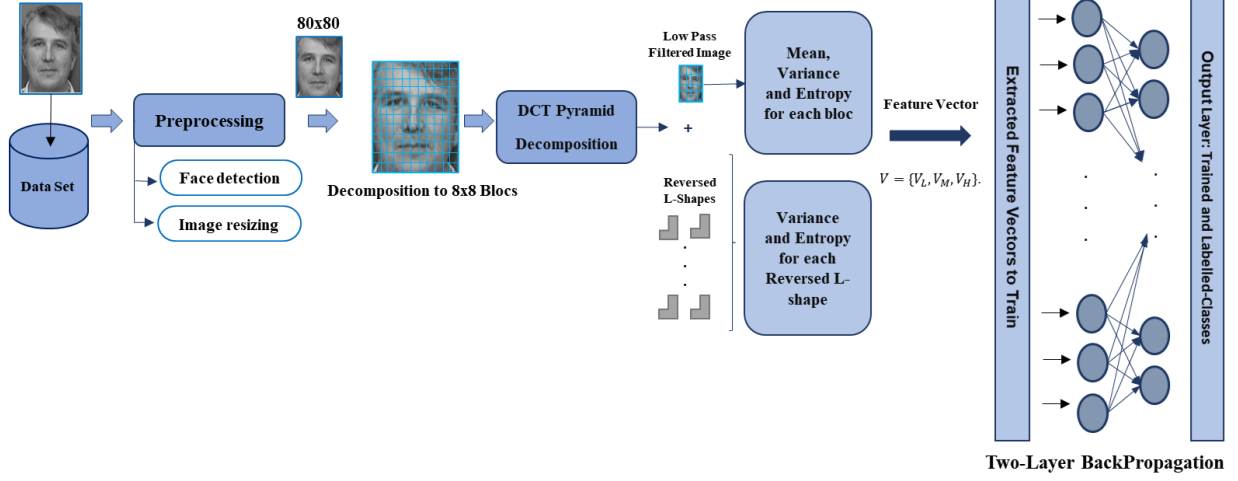 80x80
Data Set
Preprocessing
Face detection
Image resizing
Decomposition to 8x8 Blocs
DCT Pyramid
Decomposition
Low Pass
Filtered Image
+
Reversed
L-Shapes
Mean,
Variance
and Entropy
for each bloc
Variance
and Entropy
for each
Reversed L-
shape
Feature Vector
V = {V_L, V_M, V_H}.
Extracted Feature Vectors to Train
Output Layer: Trained and Labelled-Classes
Two-Layer BackPropagation